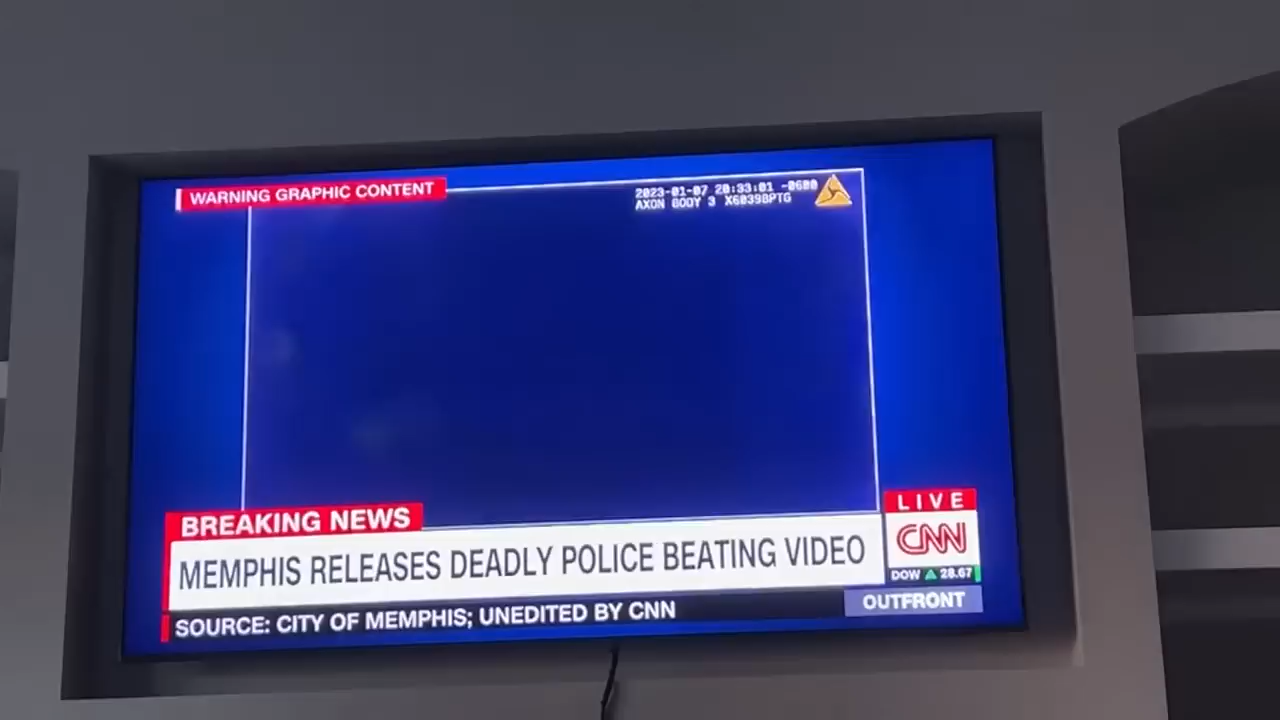 WARNING GRAPHIC CONTENT
2023-01-07 20:33:01 -0600
AXON BODY 3 X60398PTG
BREAKING NEWS
MEMPHIS RELEASES DEADLY POLICE BEATING VIDEO
SOURCE: CITY OF MEMPHIS; UNEDITED BY CNN
LIVE
CNN
DOW ▲ 28.67
OUTFRONT